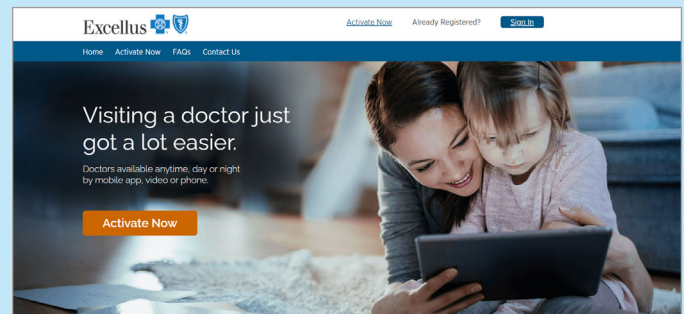 Excellus
Activate Now Already Registered? Sign In
Home Activate Now FAQs Contact Us
Visiting a doctor just
got a lot easier.
Doctors available anytime, day or night
by mobile app, video or phone.
Activate Now